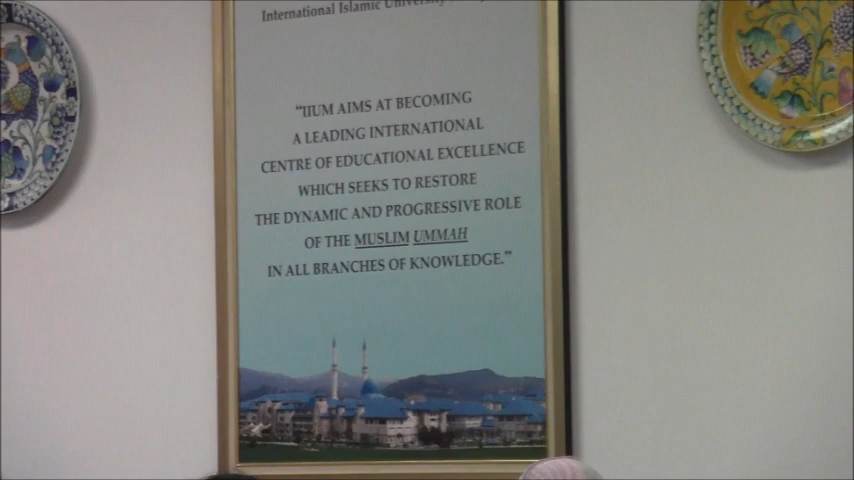 International Islamic University
“IIUM AIMS AT BECOMING
A LEADING INTERNATIONAL
CENTRE OF EDUCATIONAL EXCELLENCE
WHICH SEEKS TO RESTORE
THE DYNAMIC AND PROGRESSIVE ROLE
OF THE MUSLIM UMMAH
IN ALL BRANCHES OF KNOWLEDGE.”